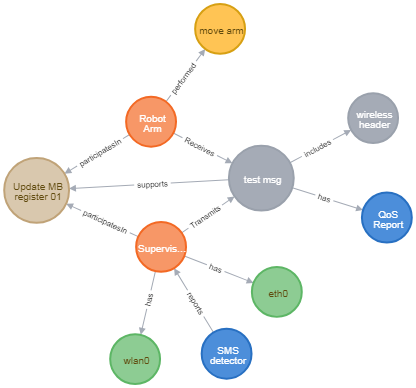 move arm
performed
Robot
Arm
wireless
header
participatesIn
Receives
includes
Update MB
register 01
supports
test msg
has
QoS
Report
participatesIn
Transmits
Supervis...
has
eth0
has
reports
wlan0
SMS
detector